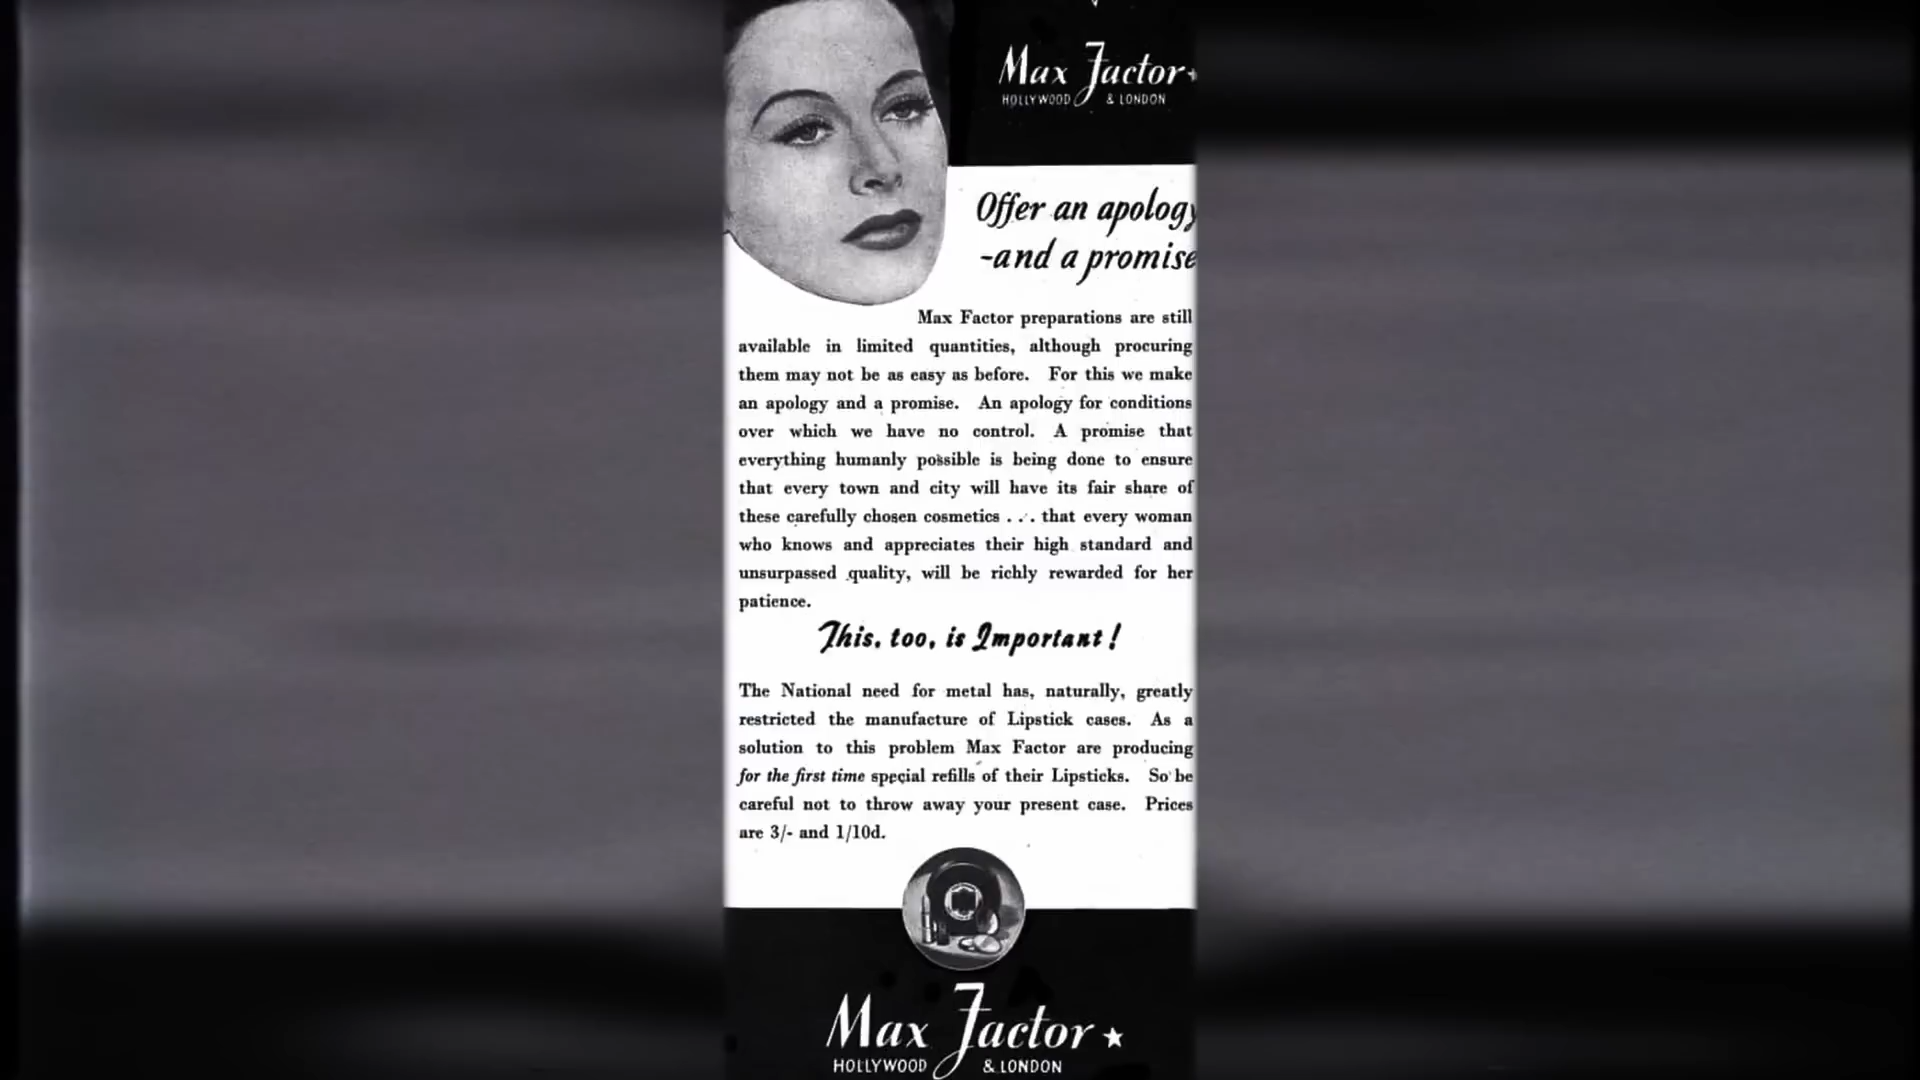 Max Factor
HOLLYWOOD & LONDON
Offer an apology
-and a promise
Max Factor preparations are still
available in limited quantities, although procuring
them may not be as easy as before. For this we make
an apology and a promise. An apology for conditions
over which we have no control. A promise that
everything humanly possible is being done to ensure
that every town and city will have its fair share of
these carefully chosen cosmetics . . . that every woman
who knows and appreciates their high standard and
unsurpassed quality, will be richly rewarded for her
patience.
This, too, is Important!
The National need for metal has, naturally, greatly
restricted the manufacture of Lipstick cases. As a
solution to this problem Max Factor are producing
for the first time special refills of their Lipsticks. So be
careful not to throw away your present case. Prices
are 3/- and 1/10d.
Max Factor
HOLLYWOOD & LONDON